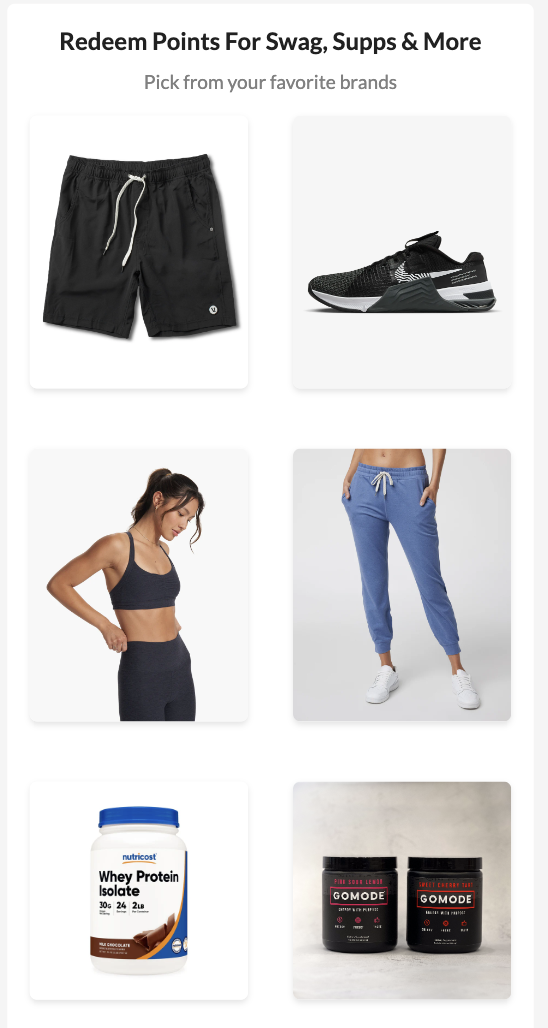 Redeem Points For Swag, Supps & More
Pick from your favorite brands
nutricost
Whey Protein
Isolate
30G 24 2LB
MILK CHOCOLATE
GOMODE
GOMODE